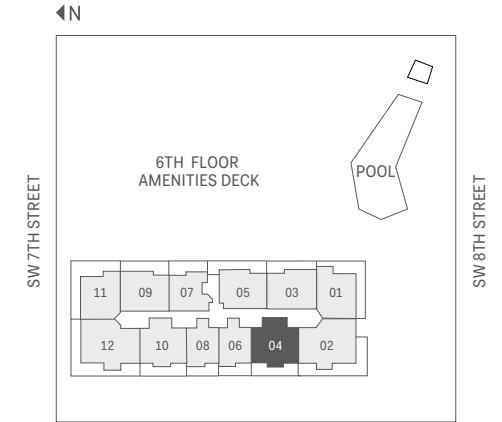 N
6TH FLOOR
AMENITIES DECK
POOL
SW 7TH STREET
SW 8TH STREET
11 09 07 05 03 01
12 10 08 06 04 02